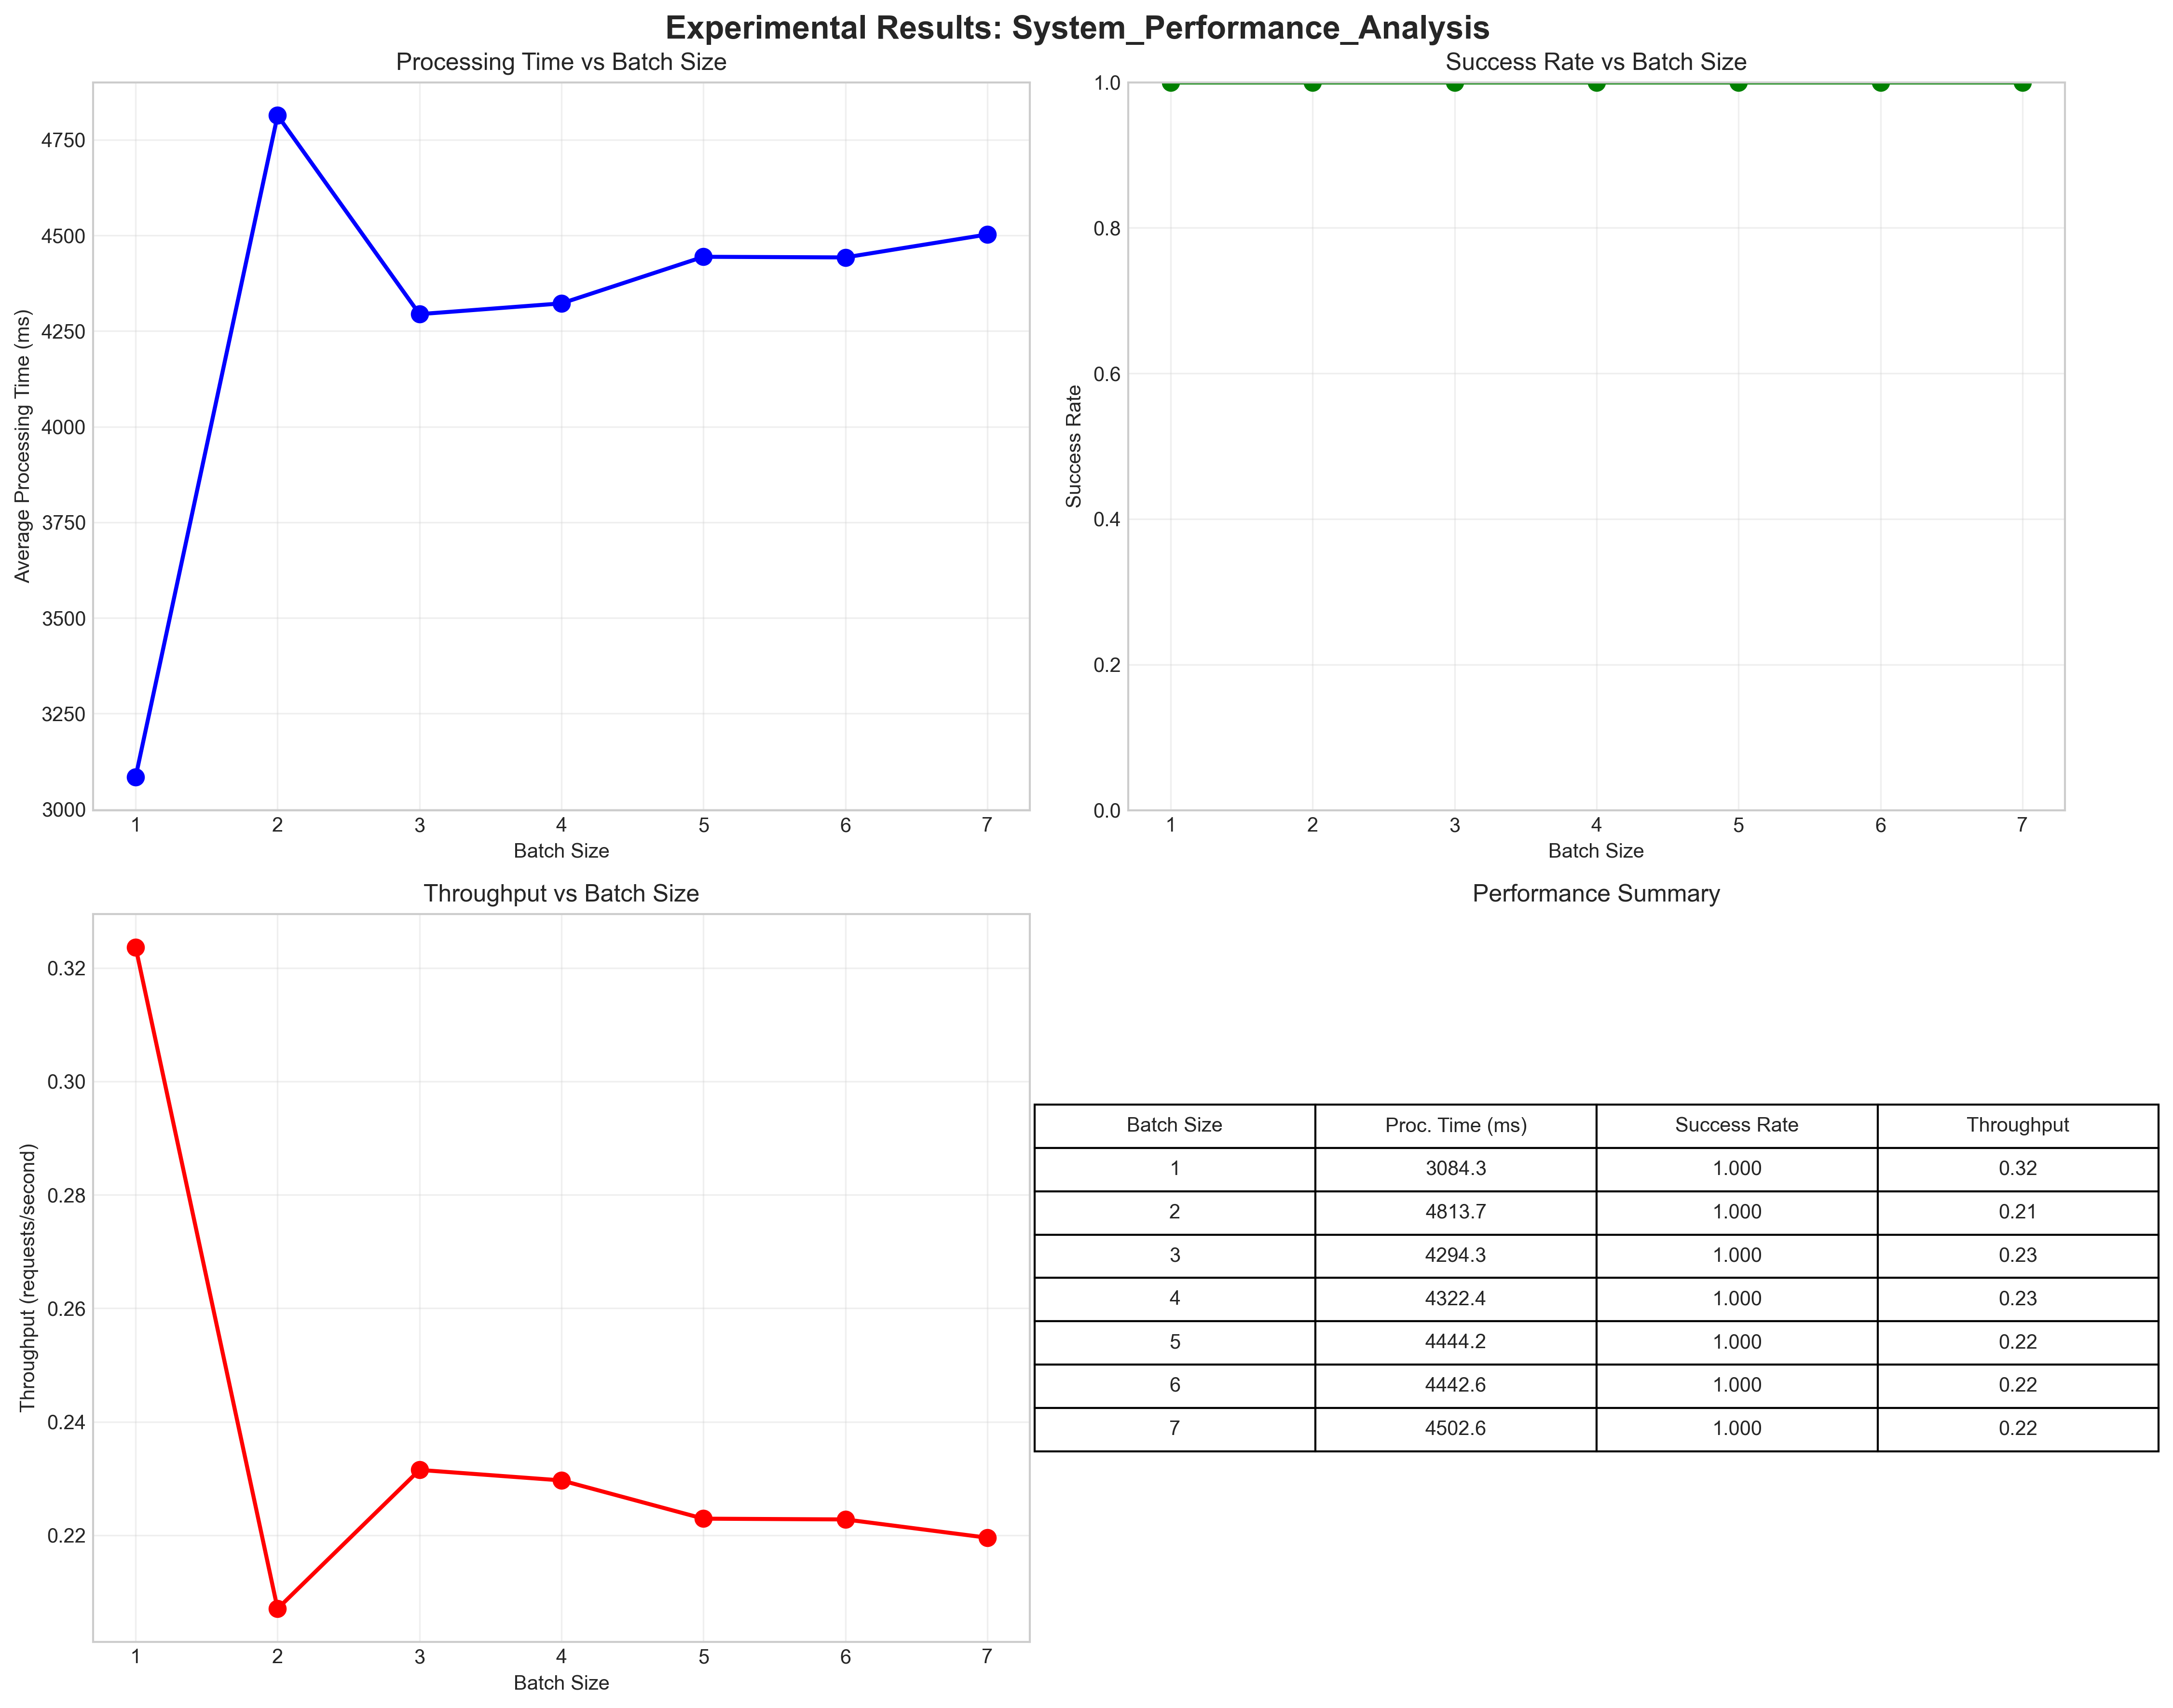 Experimental Results: System_Performance_Analysis
Processing Time vs Batch Size
Average Processing Time (ms)
4750
4500
4250
4000
3750
3500
3250
3000
1 2 3 4 5 6 7
Batch Size
Success Rate vs Batch Size
Success Rate
1.0
0.8
0.6
0.4
0.2
0.0
1 2 3 4 5 6 7
Batch Size
Throughput vs Batch Size
Throughput (requests/second)
0.32
0.30
0.28
0.26
0.24
0.22
1 2 3 4 5 6 7
Batch Size
Performance Summary
Batch Size Proc. Time (ms) Success Rate Throughput
1 3084.3 1.000 0.32
2 4813.7 1.000 0.21
3 4294.3 1.000 0.23
4 4322.4 1.000 0.23
5 4444.2 1.000 0.22
6 4442.6 1.000 0.22
7 4502.6 1.000 0.22